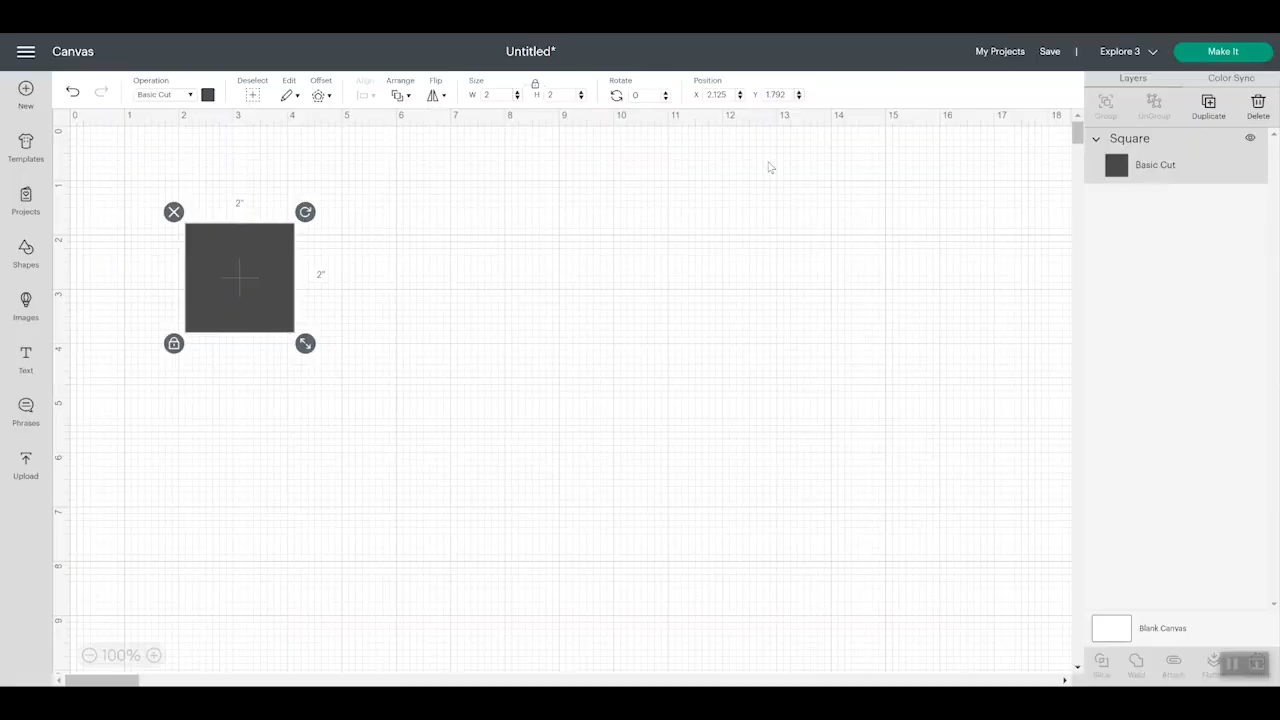 Canvas
Untitled*
My Projects
Save
|
Explore 3
Make It
New
Templates
Projects
Shapes
Images
Text
Phrases
Upload
Operation
Basic Cut
Deselect
Edit
Offset
Align
Arrange
Flip
Size
W 2
H 2
Rotate
0
Position
X 2.125
Y 1.792
0 1 2 3 4 5 6 7 8 9 10 11 12 13 14 15 16 17 18
0
1
2
3
4
5
6
7
8
9
2"
2"
100%
Layers
Color Sync
Group
UnGroup
Duplicate
Delete
Square
Basic Cut
Blank Canvas
Slice
Weld
Attach